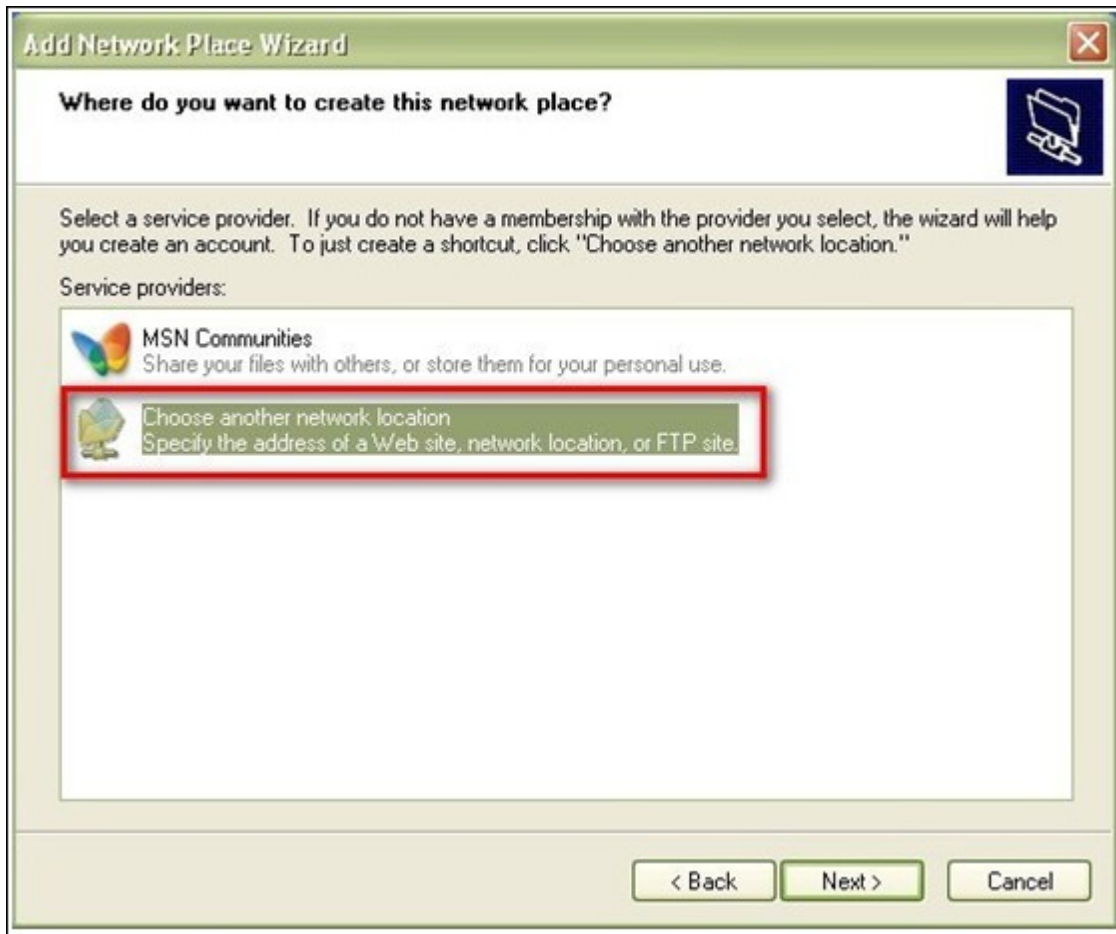 Add Network Place Wizard
Where do you want to create this network place?
Select a service provider.  If you do not have a membership with the provider you select, the wizard will help
you create an account.  To just create a shortcut, click "Choose another network location."
Service providers:
MSN Communities
Share your files with others, or store them for your personal use.
Choose another network location
Specify the address of a Web site, network location, or FTP site.
< Back
Next >
Cancel